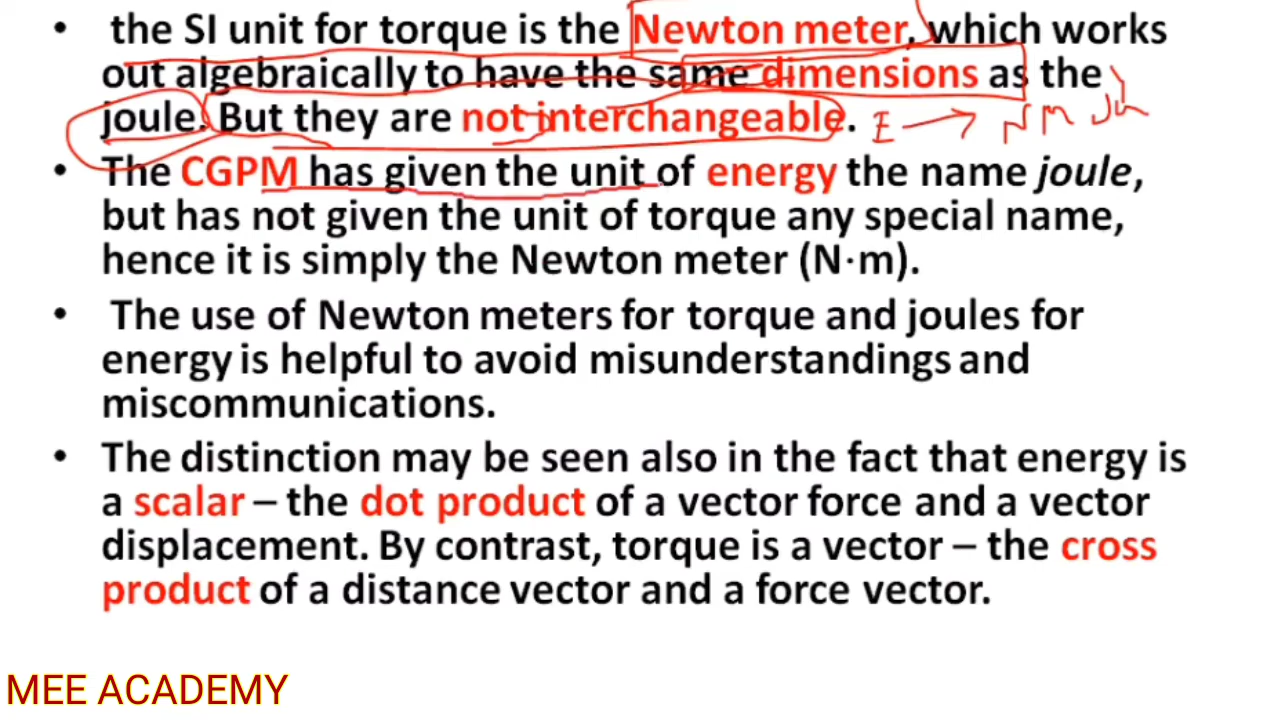 • the SI unit for torque is the Newton meter, which works
out algebraically to have the same dimensions as the
joule. But they are not interchangeable. E → NM
• The CGPM has given the unit of energy the name joule,
but has not given the unit of torque any special name,
hence it is simply the Newton meter (N·m).
• The use of Newton meters for torque and joules for
energy is helpful to avoid misunderstandings and
miscommunications.
• The distinction may be seen also in the fact that energy is
a scalar – the dot product of a vector force and a vector
displacement. By contrast, torque is a vector – the cross
product of a distance vector and a force vector.
MEE ACADEMY